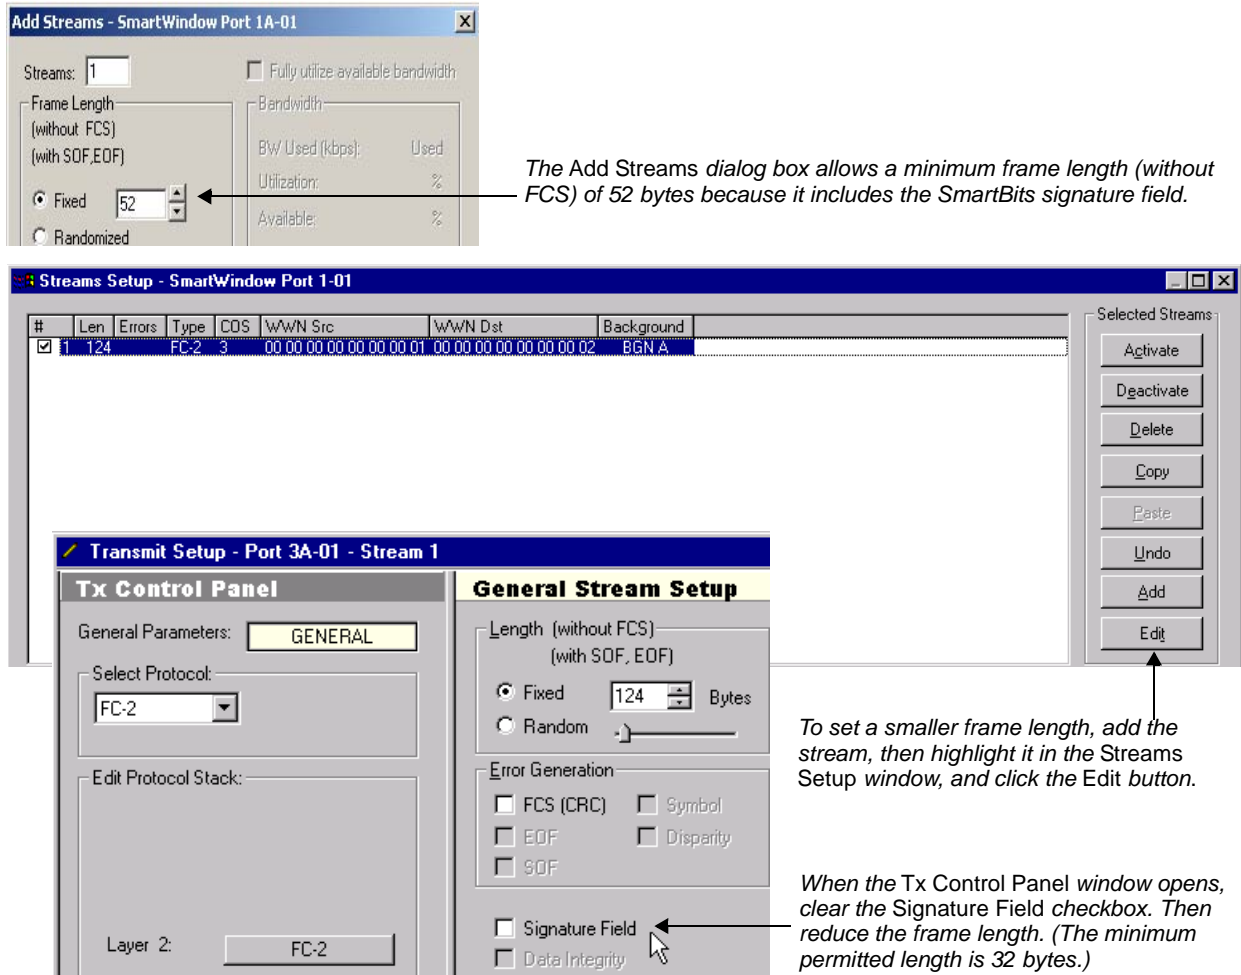 Add Streams - SmartWindow Port 1A-01
Streams: 1
Fully utilize available bandwidth
Frame Length
(without FCS)
(with SOF,EOF)
Fixed 52
Randomized
Bandwidth
BW Used (kbps): Used
Utilization: %
Available: %
The Add Streams dialog box allows a minimum frame length (without
FCS) of 52 bytes because it includes the SmartBits signature field.
Streams Setup - SmartWindow Port 1-01
# Len Errors Type COS WWN Src WWN Dst Background
1 124 FC-2 3 00 00 00 00 00 00 00 01 00 00 00 00 00 00 00 02 BGN A
Selected Streams
Activate
Deactivate
Delete
Copy
Paste
Undo
Add
Edit
Transmit Setup - Port 3A-01 - Stream 1
Tx Control Panel
General Parameters: GENERAL
Select Protocol:
FC-2
Edit Protocol Stack:
Layer 2: FC-2
General Stream Setup
Length (without FCS)
(with SOF, EOF)
Fixed 124 Bytes
Random
Error Generation
FCS (CRC) Symbol
EOF Disparity
SOF
Signature Field
Data Integrity
To set a smaller frame length, add the
stream, then highlight it in the Streams
Setup window, and click the Edit button.
When the Tx Control Panel window opens,
clear the Signature Field checkbox. Then
reduce the frame length. (The minimum
permitted length is 32 bytes.)